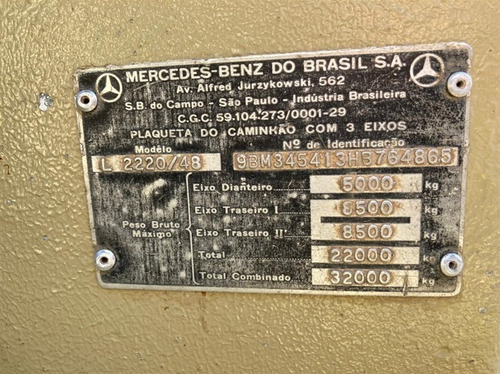 MERCEDES-BENZ DO BRASIL S.A.
Av. Alfred Jurzykowski, 562
S.B. do Campo - São Paulo - Indústria Brasileira
C.G.C. 59.104.273/0001-29
PLAQUETA DO CAMINHÃO COM 3 EIXOS
Modêlo Nº de Identificação
L 2220/48 9BM345413HB764865
Peso Bruto Máximo
Eixo Dianteiro 5000 kg
Eixo Traseiro I 8500 kg
Eixo Traseiro II 8500 kg
Total 22000 kg
Total Combinado 32000 kg